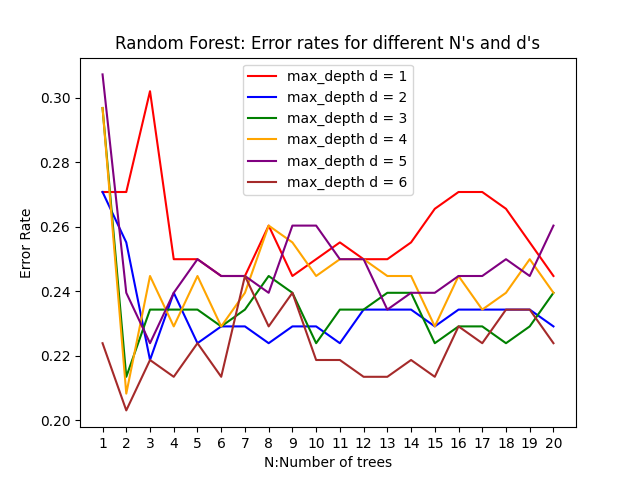 Random Forest: Error rates for different N's and d's
max_depth d = 1
max_depth d = 2
max_depth d = 3
max_depth d = 4
max_depth d = 5
max_depth d = 6
Error Rate
0.30
0.28
0.26
0.24
0.22
0.20
1 2 3 4 5 6 7 8 9 10 11 12 13 14 15 16 17 18 19 20
N:Number of trees